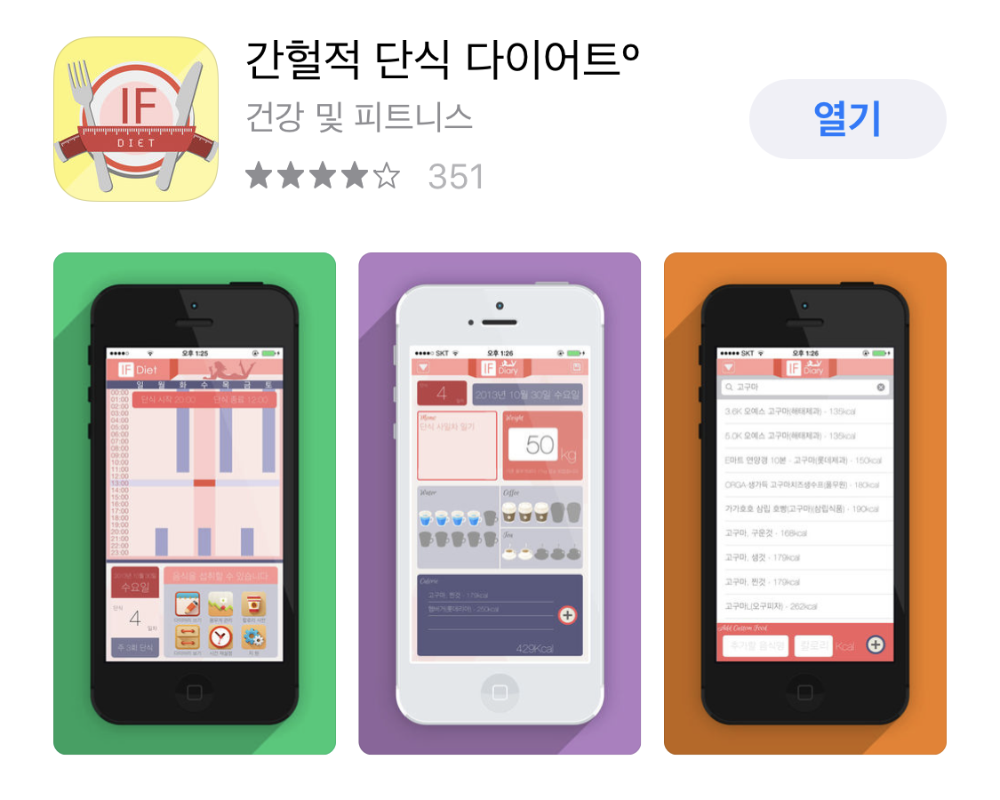 간헐적 단식 다이어트º
건강 및 피트니스
351
열기
IF
DIET
오후 1:25
IF Diet
일 월 화 수 목 금 토
단식 시작 20:00 단식 종료 12:00
00:00
01:00
02:00
03:00
04:00
05:00
06:00
07:00
08:00
09:00
10:00
11:00
12:00
13:00
14:00
15:00
16:00
17:00
18:00
19:00
20:00
21:00
22:00
23:00
2013년 10월 30일
수요일
음식을 섭취할 수 있습니다
단식
4
일차
주 3회 단식
SKT 오후 1:26
IF Diary
4
2013년 10월 30일 수요일
Memo
단식 사일차 일기
Weight
50 kg
Water
Coffee
Tea
Calorie
고구마, 찐것 - 179kcal
햄버거(롯데리아) - 250kcal
429Kcal
SKT 오후 1:26
IF Diary
고구마
3.6K 오예스 고구마(해태제과) - 135kcal
5.0K 오예스 고구마(해태제과) - 135kcal
E마트 연양갱 10본 - 고구마(롯데제과) - 150kcal
ORGA 생가득 고구마치즈생수프(풀무원) - 180kcal
가가호호 삼립 호빵(고구마)(삼립식품) - 190kcal
고구마, 구운것 - 168kcal
고구마, 생것 - 179kcal
고구마, 찐것 - 179kcal
고구마L(오구피자) - 262kcal
Add Custom Food
추가할 음식명 칼로리 Kcal